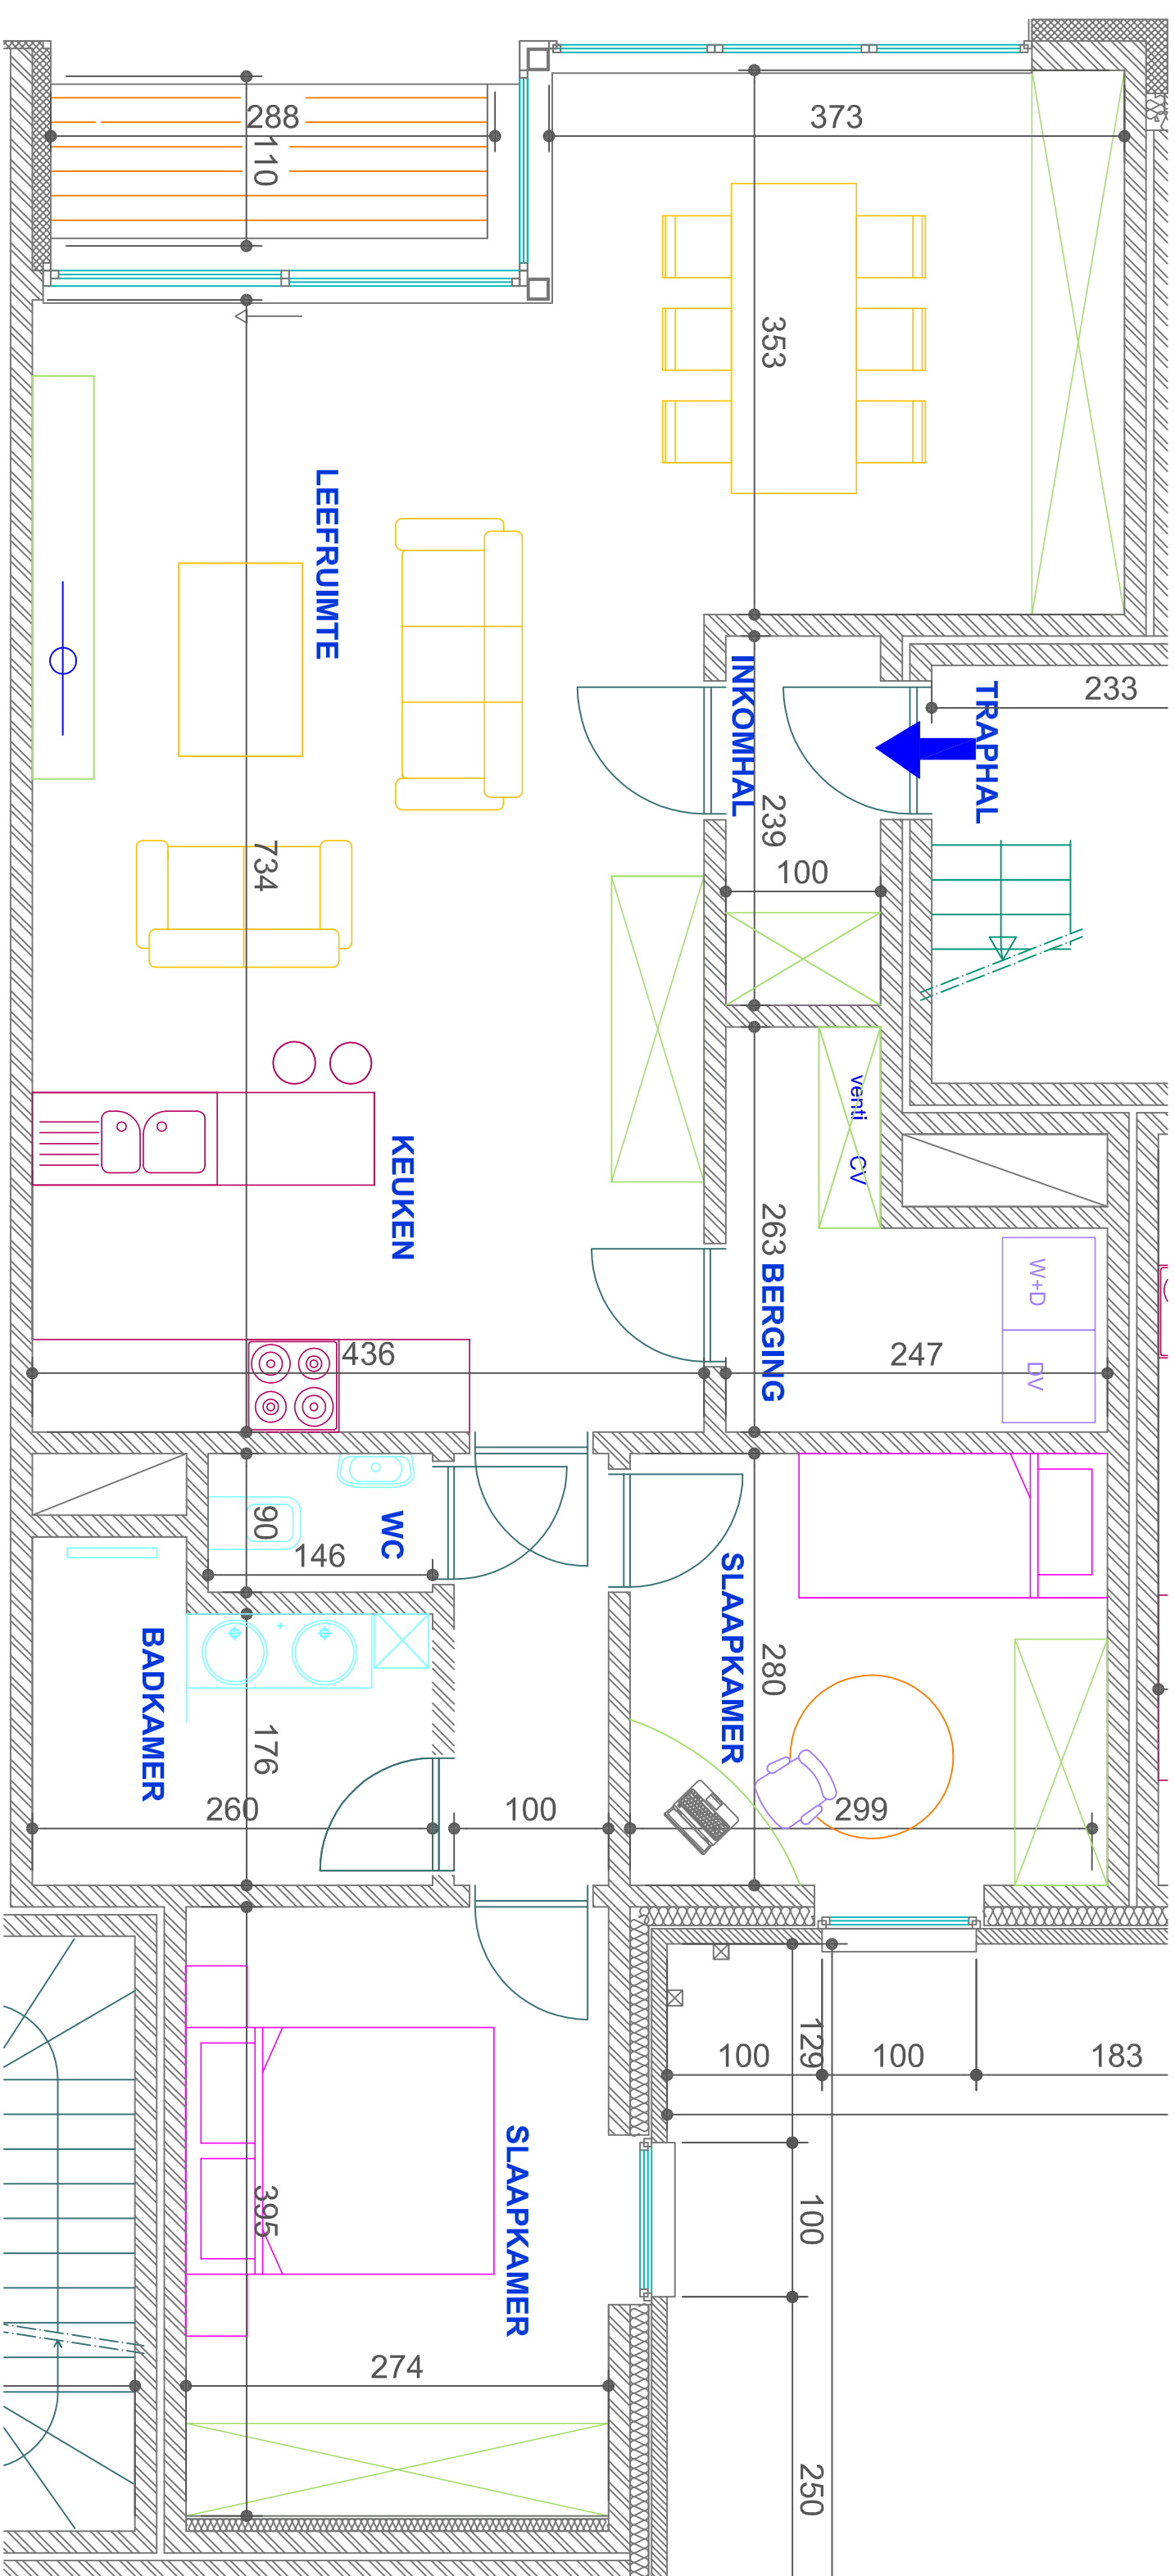 288
110
373
353
LEEFRUIMTE
INKOMHAL
TRAPHAL
233
239
734
100
venti
CV
KEUKEN
263
BERGING
W+D
DV
436
247
90
WC
146
SLAAPKAMER
BADKAMER
280
176
260
100
299
129
100
100
183
SLAAPKAMER
395
100
274
250